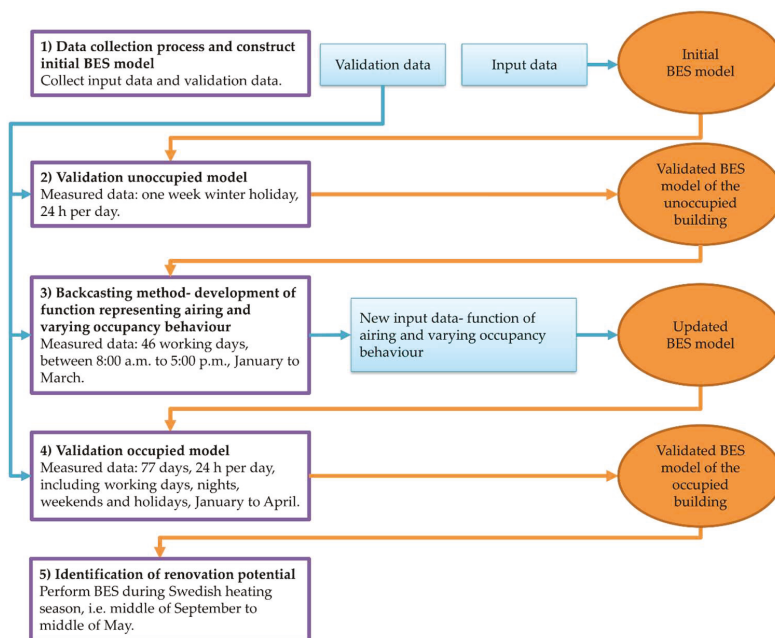 1) Data collection process and construct
initial BES model
Collect input data and validation data.
Validation data
Input data
Initial
BES model
2) Validation unoccupied model
Measured data: one week winter holiday,
24 h per day.
Validated BES
model of the
unoccupied
building
3) Backcasting method- development of
function representing airing and
varying occupancy behaviour
Measured data: 46 working days,
between 8:00 a.m. to 5:00 p.m., January to
March.
New input data- function of
airing and varying occupancy
behaviour
Updated
BES model
4) Validation occupied model
Measured data: 77 days, 24 h per day,
including working days, nights,
weekends and holidays, January to April.
Validated BES
model of the
occupied
building
5) Identification of renovation potential
Perform BES during Swedish heating
season, i.e. middle of September to
middle of May.